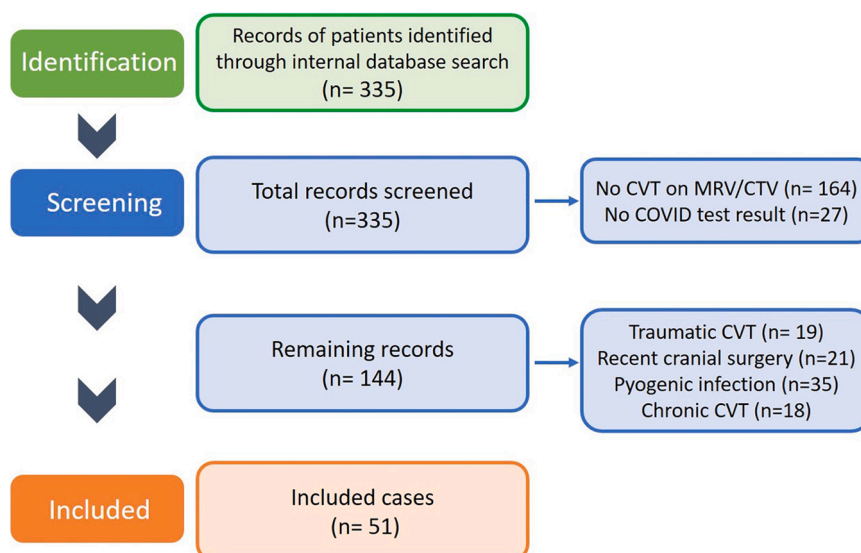 Identification
Records of patients identified
through internal database search
(n= 335)
Screening
Total records screened
(n=335)
No CVT on MRV/CTV (n= 164)
No COVID test result (n=27)
Remaining records
(n= 144)
Traumatic CVT (n= 19)
Recent cranial surgery (n=21)
Pyogenic infection (n=35)
Chronic CVT (n=18)
Included
Included cases
(n= 51)